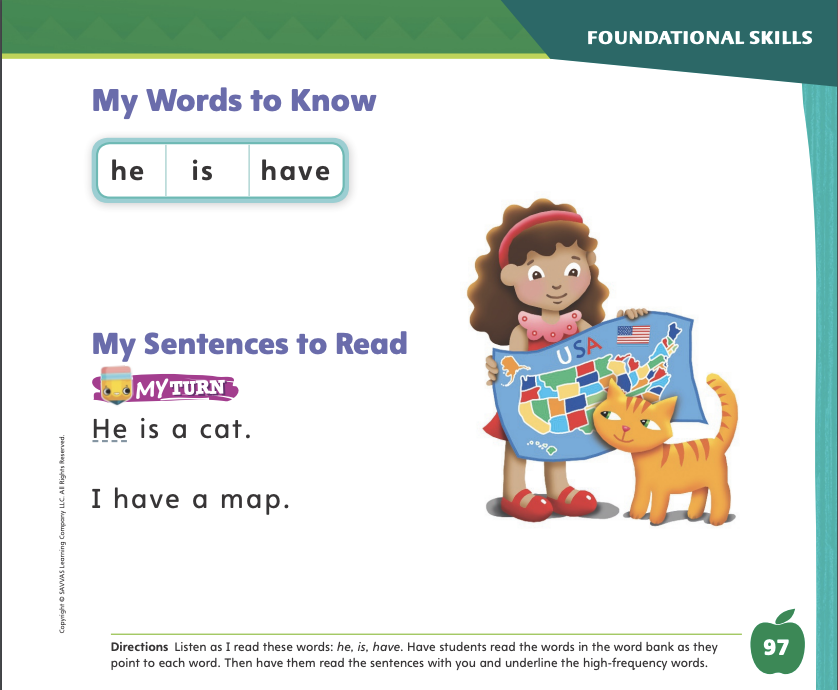 FOUNDATIONAL SKILLS
My Words to Know
he is have
My Sentences to Read
MY TURN
He is a cat.
I have a map.
USA
Copyright © SAVVAS Learning Company LLC. All Rights Reserved.
Directions Listen as I read these words: he, is, have. Have students read the words in the word bank as they
point to each word. Then have them read the sentences with you and underline the high-frequency words.
97